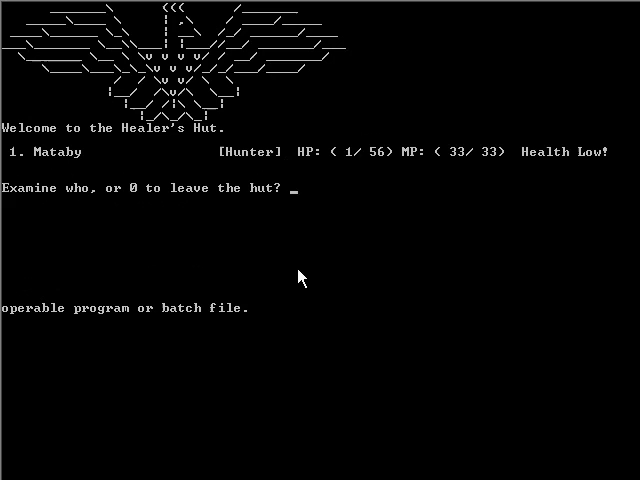 Welcome to the Healer's Hut.
1. Mataby [Hunter] HP: ( 1/ 56) MP: ( 33/ 33) Health Low!
Examine who, or 0 to leave the hut? _
operable program or batch file.